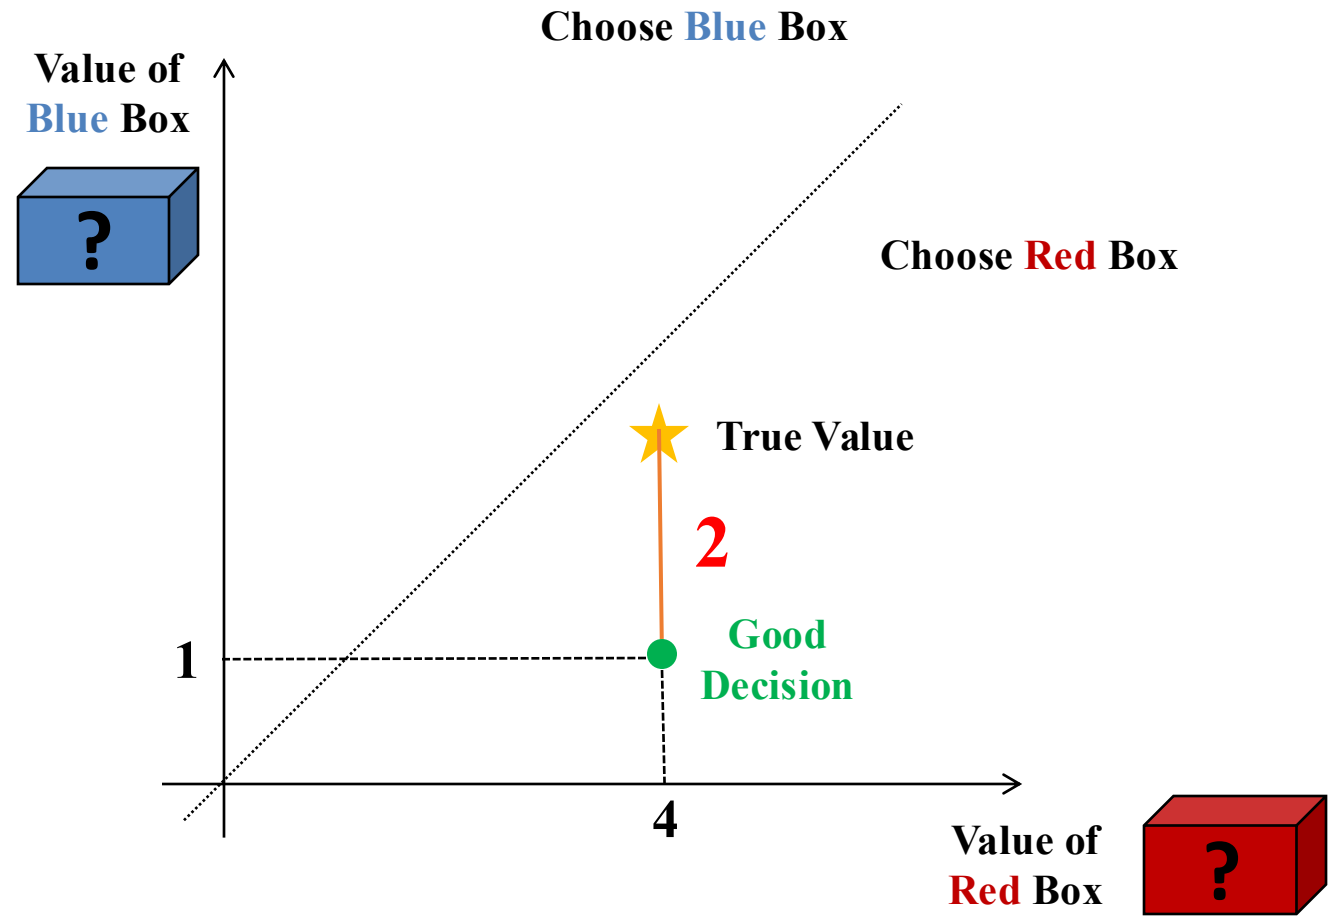 Choose Blue Box
Value of
Blue Box
?
Choose Red Box
True Value
2
Good
Decision
1
4
Value of
Red Box
?